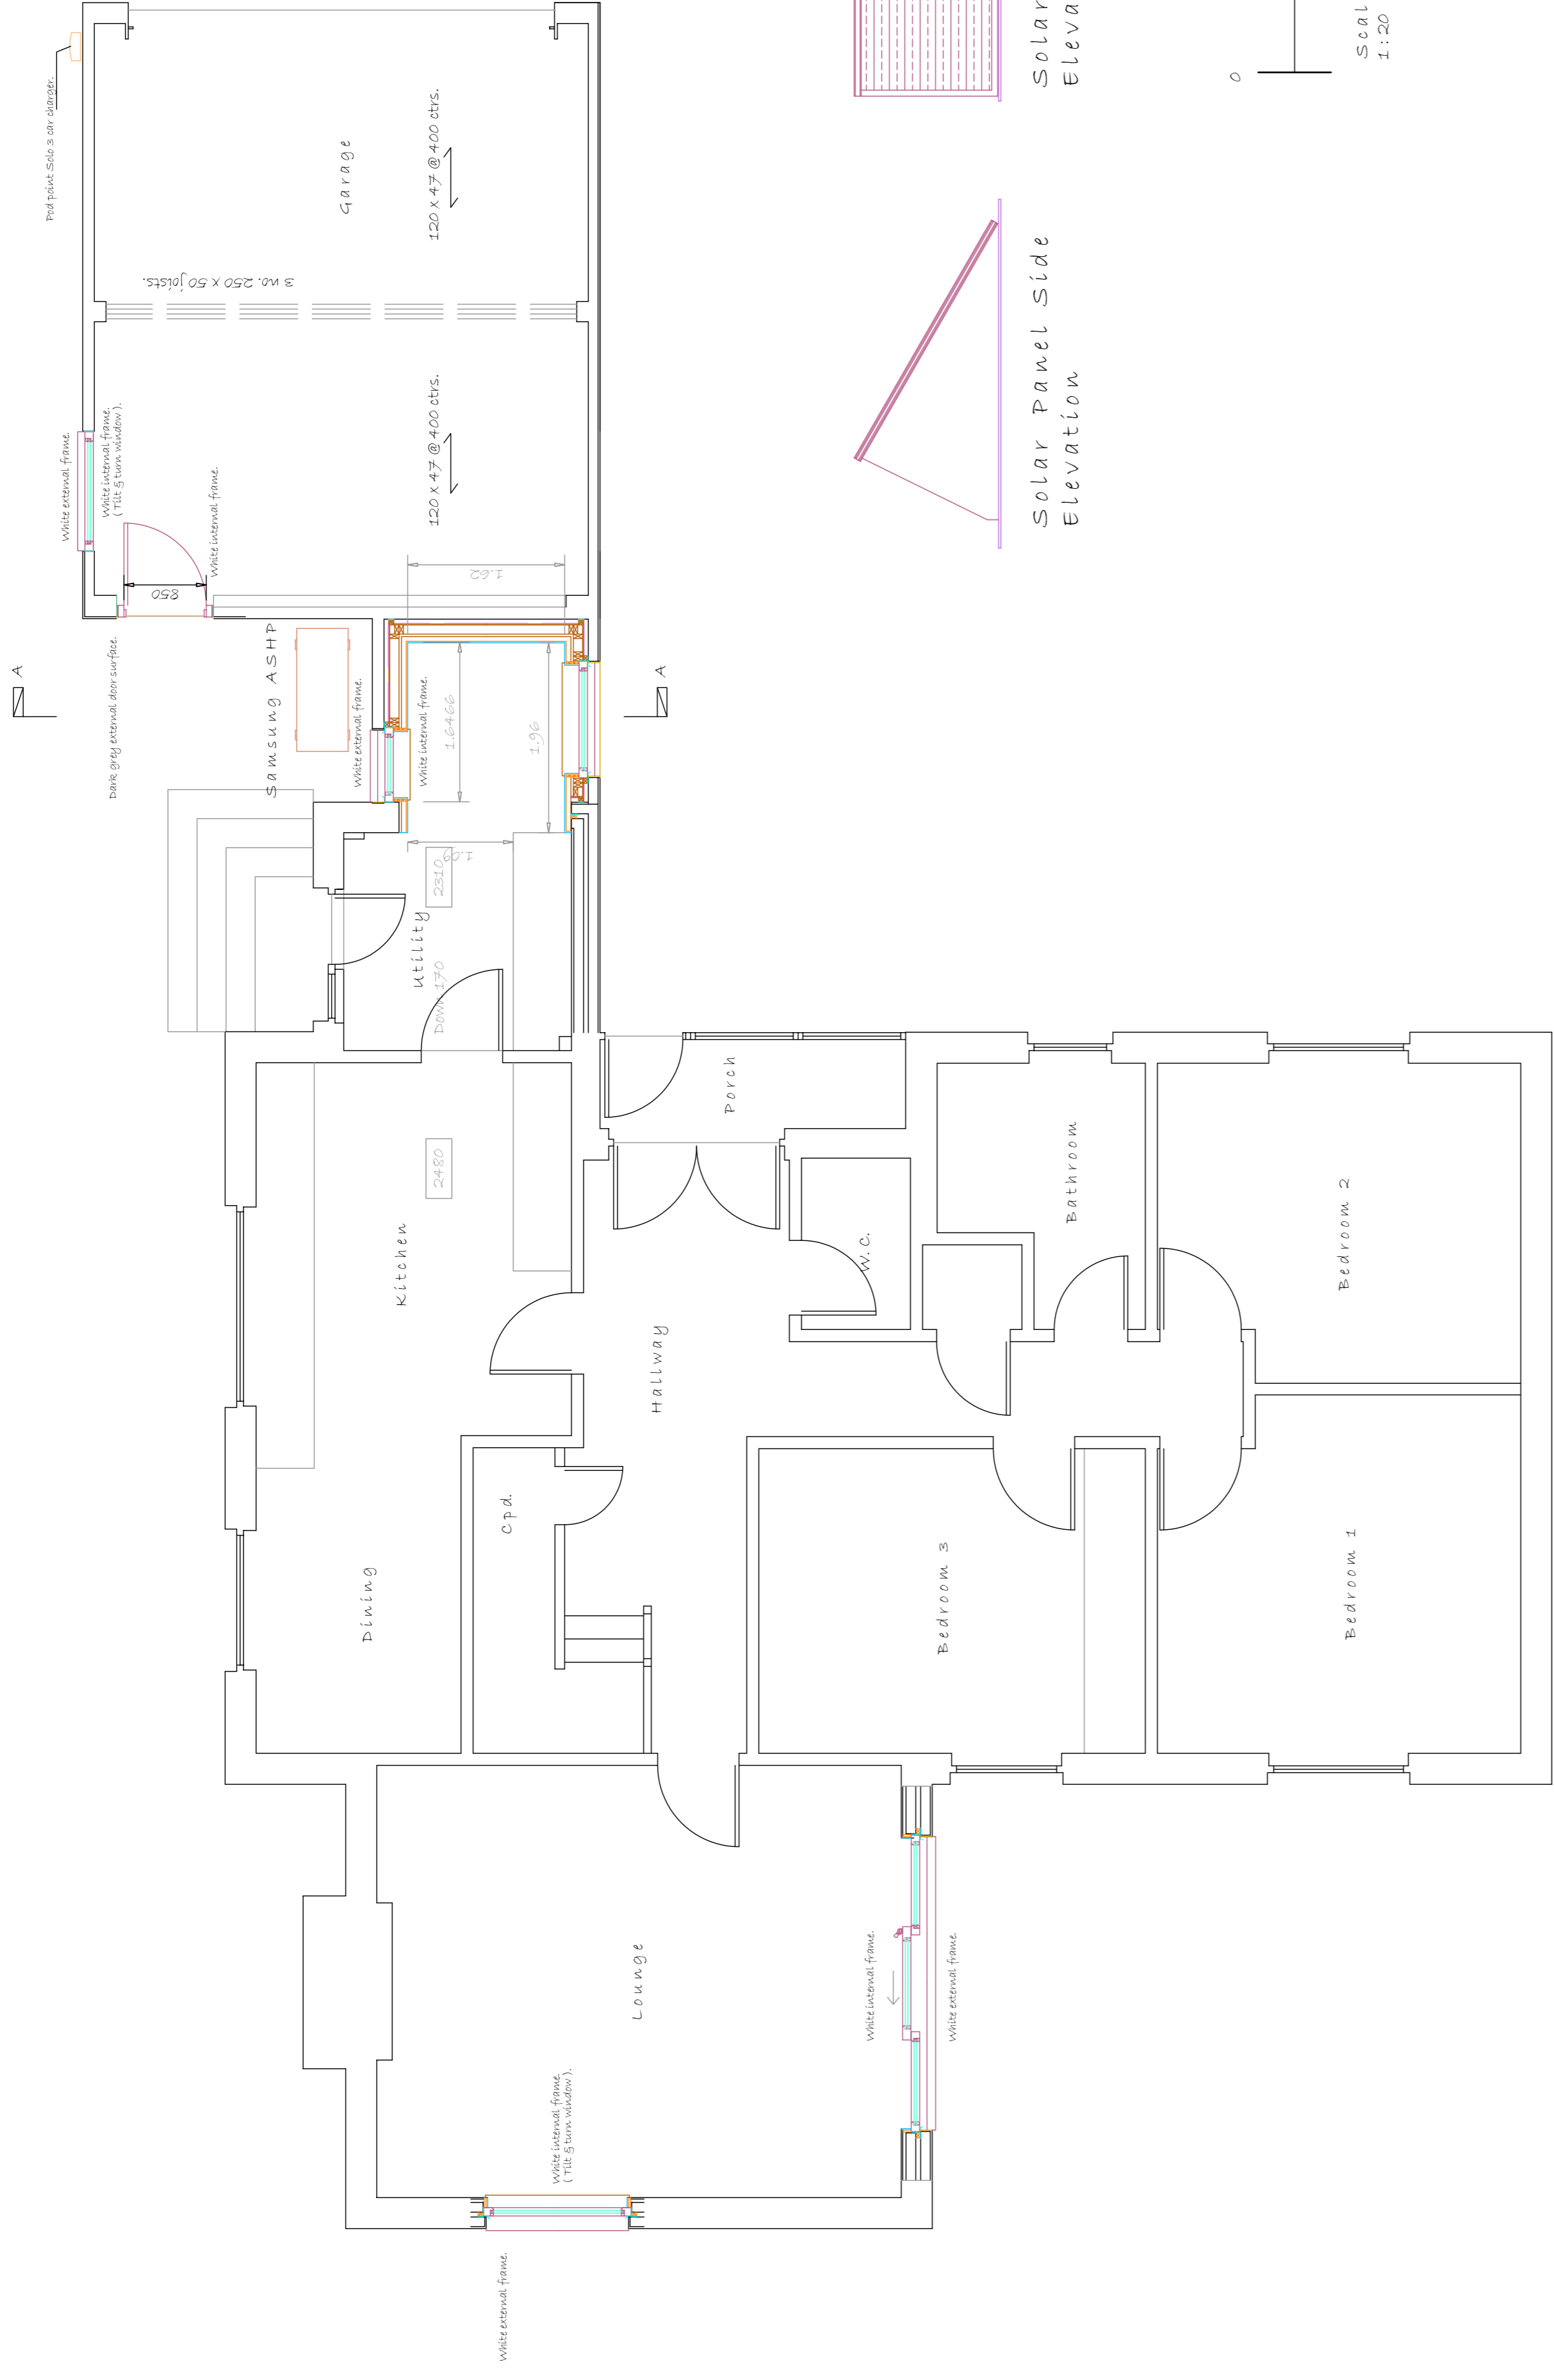 Pod point Solo 3 car charger.
Garage
120 x 47 @ 400 ctrs.
3 no. 250 x 50 joists.
120 x 47 @ 400 ctrs.
White external frame.
White internal frame.
(Tilt & turn window).
White internal frame.
850
Dark grey external door surface.
Samsung ASHP
White external frame.
White internal frame.
1.62
1.6466
1.96
1.09
A
A
2310
Utility
Down 170
Porch
2480
Kitchen
Dining
Cpd.
Hallway
W.C.
Bathroom
Bedroom 2
Bedroom 3
Bedroom 1
Lounge
White internal frame.
White external frame.
White internal frame.
(Tilt & turn window).
White external frame.
Solar Panel Side
Elevation
Solar
Eleva
0
Scal
1:20